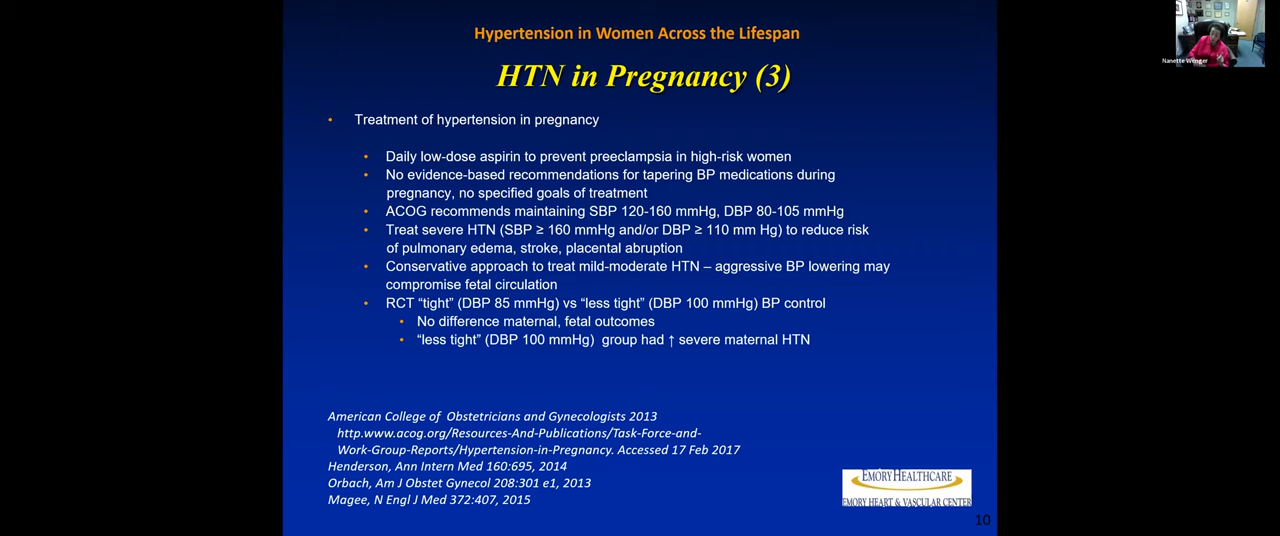 Hypertension in Women Across the Lifespan
Nanette Wenger
HTN in Pregnancy (3)
• Treatment of hypertension in pregnancy
• Daily low-dose aspirin to prevent preeclampsia in high-risk women
• No evidence-based recommendations for tapering BP medications during
pregnancy, no specified goals of treatment
• ACOG recommends maintaining SBP 120-160 mmHg, DBP 80-105 mmHg
• Treat severe HTN (SBP ≥ 160 mmHg and/or DBP ≥ 110 mm Hg) to reduce risk
of pulmonary edema, stroke, placental abruption
• Conservative approach to treat mild-moderate HTN – aggressive BP lowering may
compromise fetal circulation
• RCT “tight” (DBP 85 mmHg) vs “less tight” (DBP 100 mmHg) BP control
• No difference maternal, fetal outcomes
• “less tight” (DBP 100 mmHg) group had ↑ severe maternal HTN
American College of Obstetricians and Gynecologists 2013
http.www.acog.org/Resources-And-Publications/Task-Force-and-
Work-Group-Reports/Hypertension-in-Pregnancy. Accessed 17 Feb 2017
Henderson, Ann Intern Med 160:695, 2014
Orbach, Am J Obstet Gynecol 208:301 e1, 2013
Magee, N Engl J Med 372:407, 2015
EMORY HEALTHCARE
EMORY HEART & VASCULAR CENTER
10